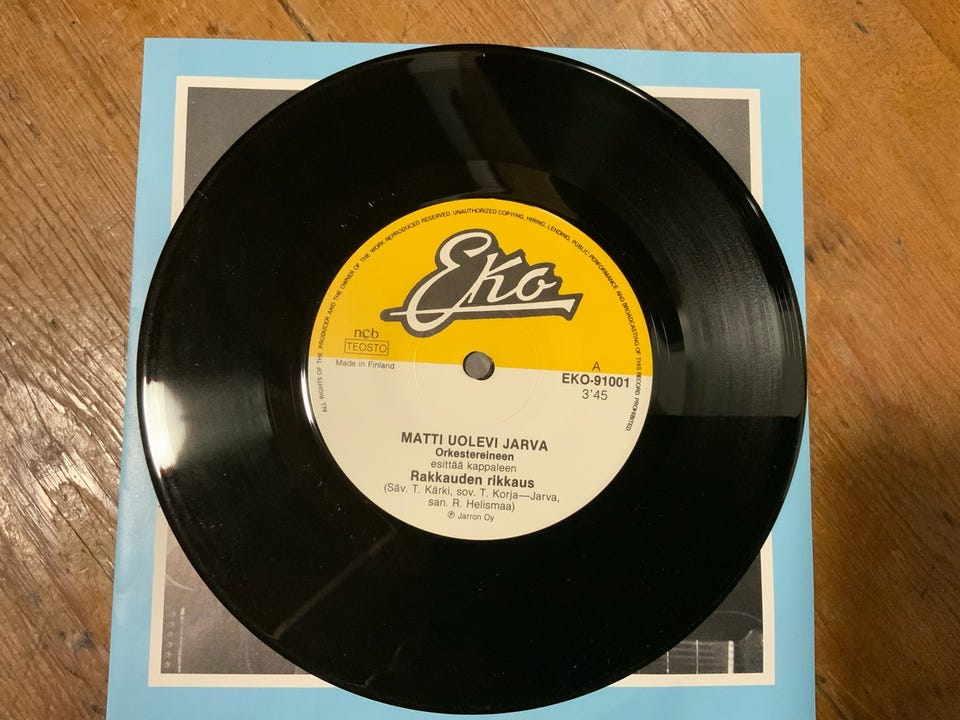 ALL RIGHTS OF THE PRODUCER AND THE OWNER OF THE WORK REPRODUCED RESERVED. UNAUTHORIZED COPYING, HIRING, LENDING, PUBLIC PERFORMANCE AND BROADCASTING OF THIS RECORD PROHIBITED.
Eko
ncb
TEOSTO
Made in Finland
A
EKO-91001
3'45
MATTI UOLEVI JARVA
Orkestereineen
esittää kappaleen
Rakkauden rikkaus
(Säv. T. Kärki, sov. T. Korja—Jarva,
san. R. Helismaa)
℗ Jarron Oy